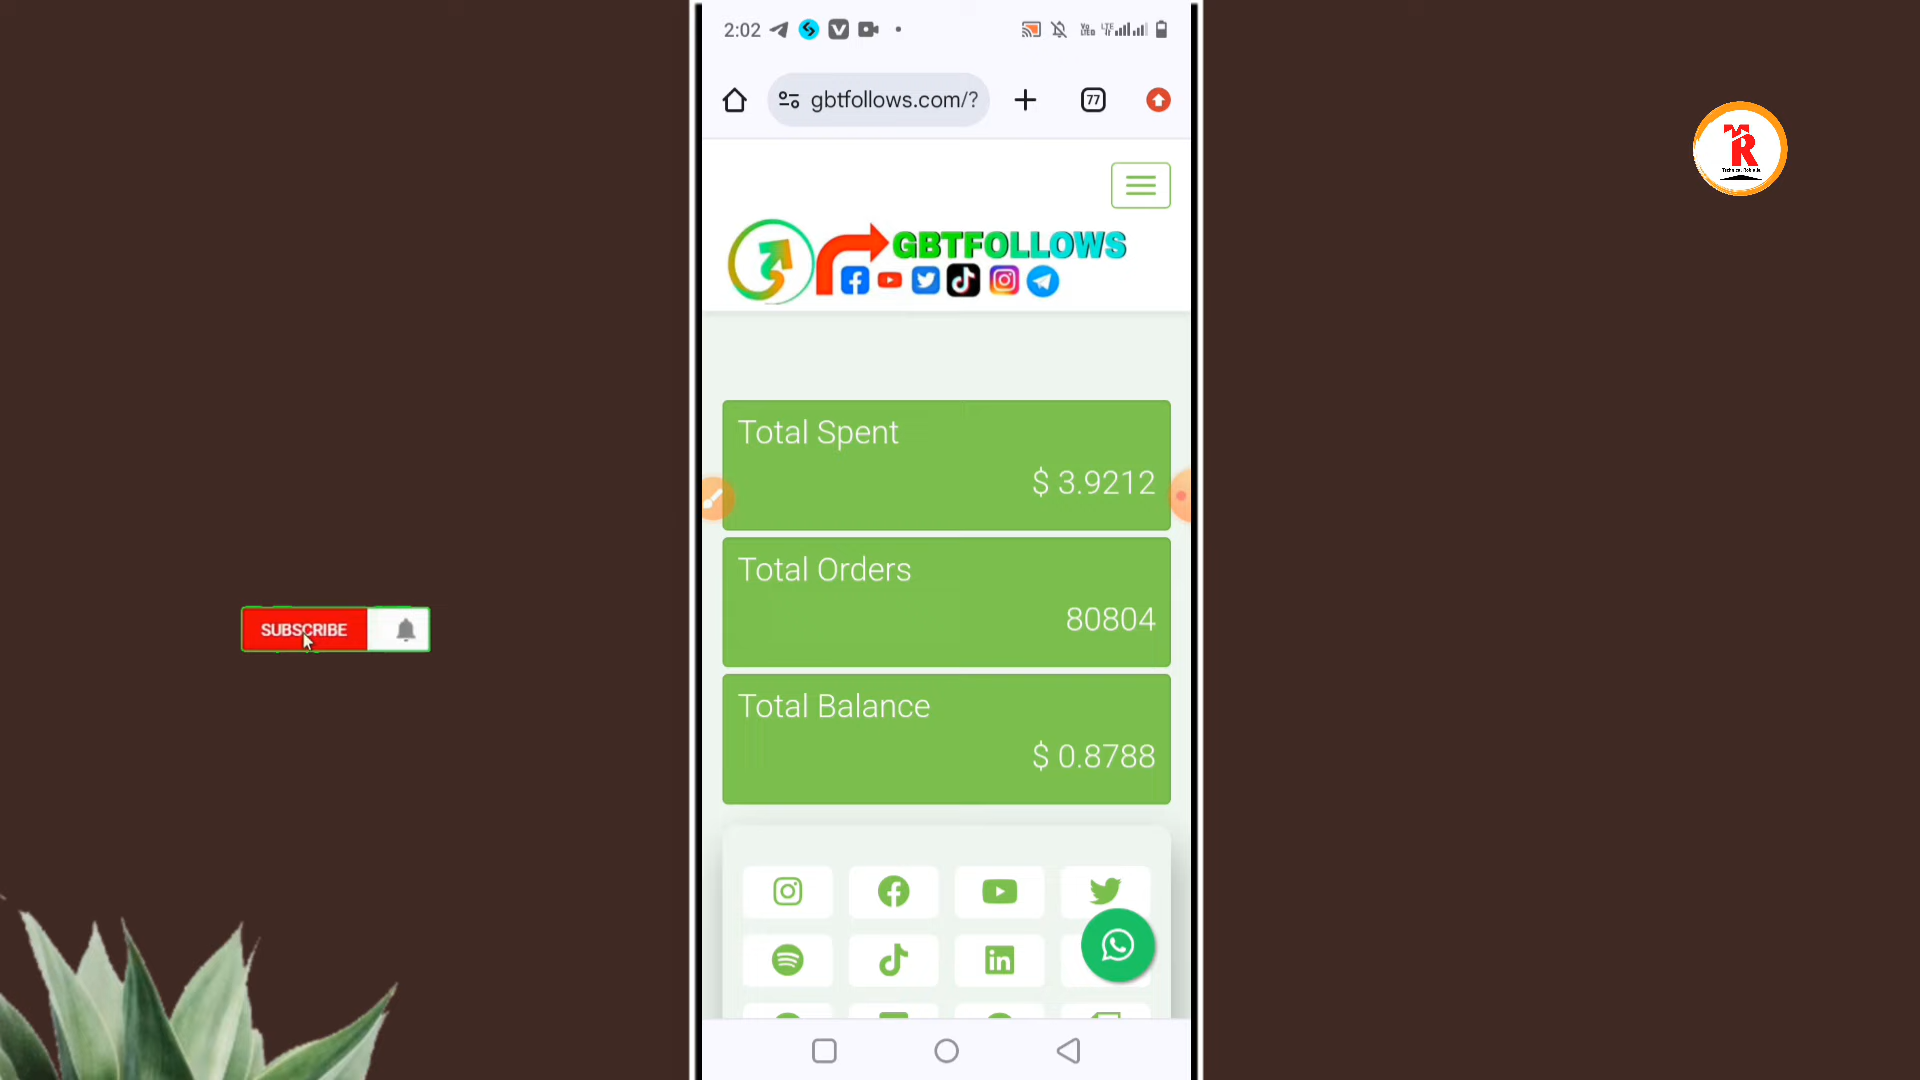 2:02
gbtfollows.com/?
77
GBTFOLLOWS
Total Spent
$ 3.9212
Total Orders
80804
Total Balance
$ 0.8788
SUBSCRIBE